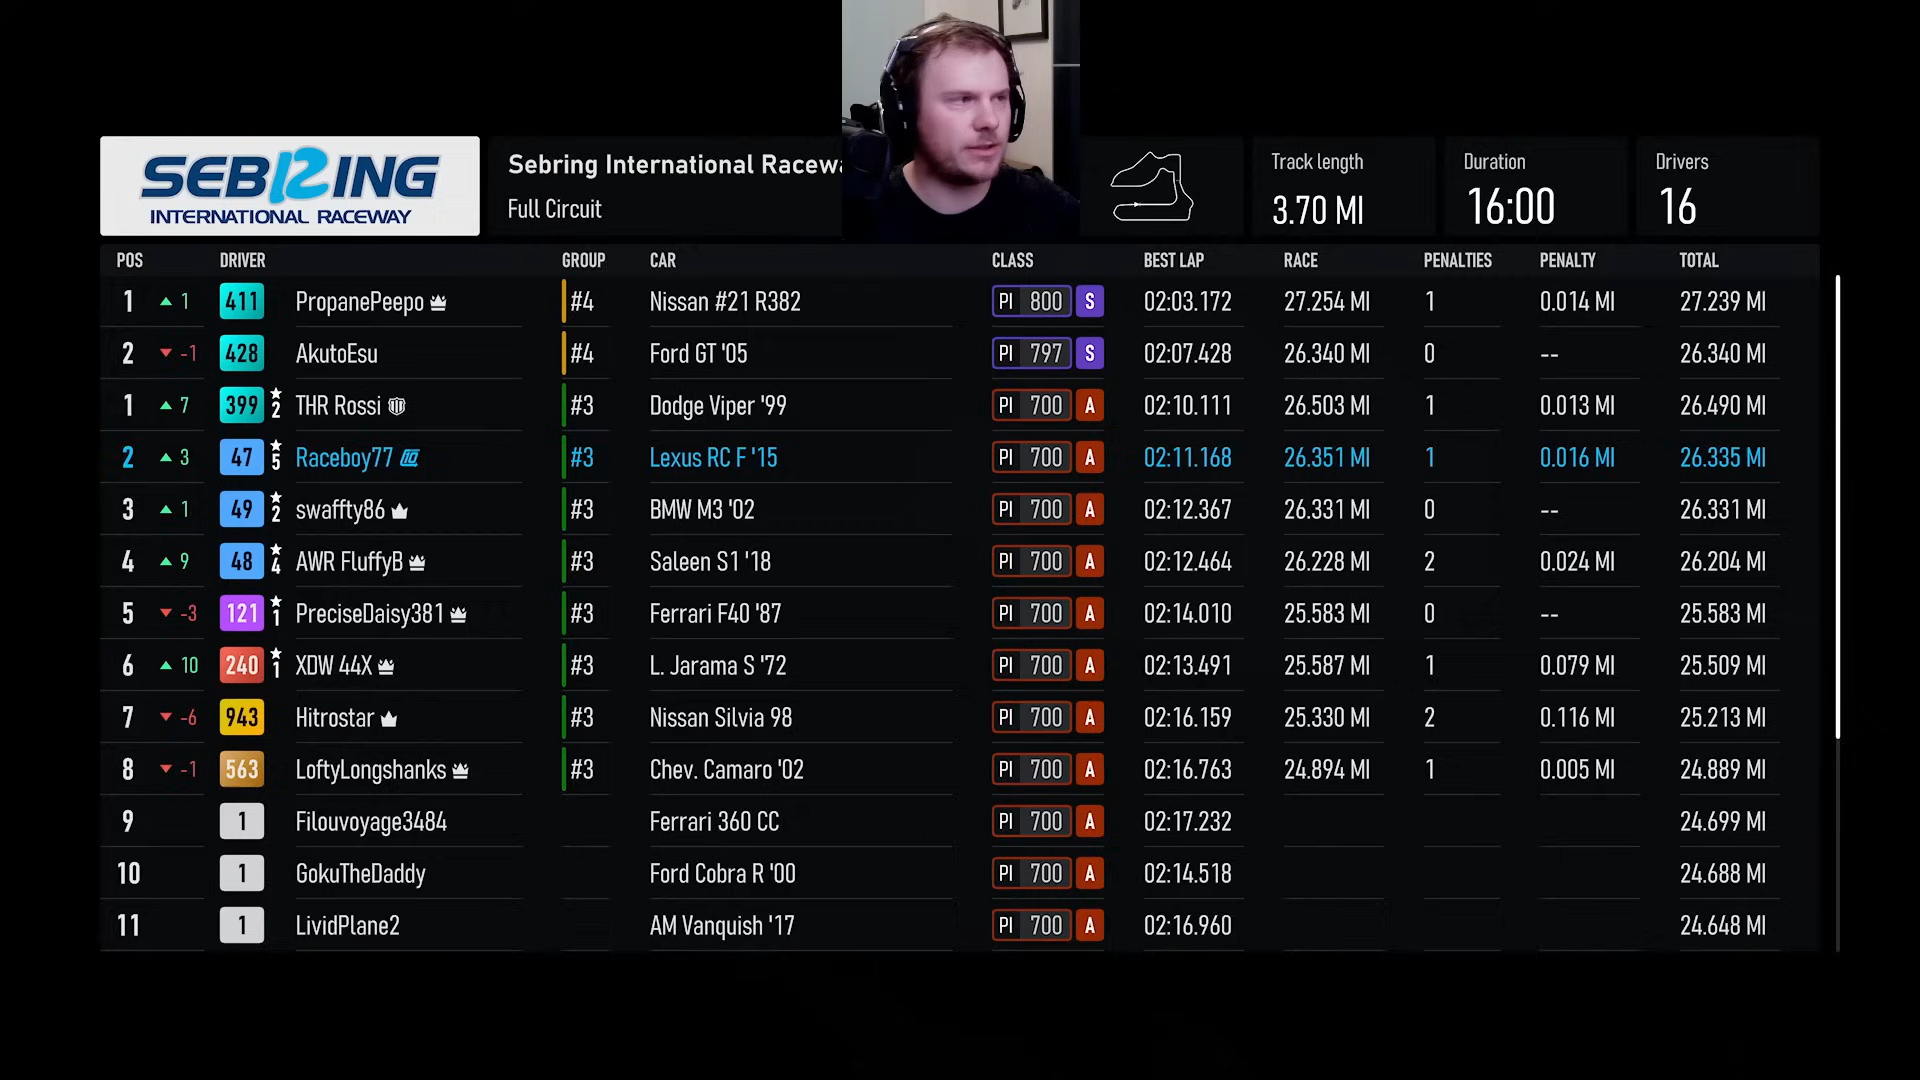 SEBRING
INTERNATIONAL RACEWAY
Sebring International Racewa
Full Circuit
Track length
3.70 MI
Duration
16:00
Drivers
16
POS DRIVER GROUP CAR CLASS BEST LAP RACE PENALTIES PENALTY TOTAL
1 1 411 PropanePeepo #4 Nissan #21 R382 PI 800 S 02:03.172 27.254 MI 1 0.014 MI 27.239 MI
2 -1 428 AkutoEsu #4 Ford GT '05 PI 797 S 02:07.428 26.340 MI 0 -- 26.340 MI
1 7 399 2 THR Rossi #3 Dodge Viper '99 PI 700 A 02:10.111 26.503 MI 1 0.013 MI 26.490 MI
2 3 47 5 Raceboy77 #3 Lexus RC F '15 PI 700 A 02:11.168 26.351 MI 1 0.016 MI 26.335 MI
3 1 49 2 swaffty86 #3 BMW M3 '02 PI 700 A 02:12.367 26.331 MI 0 -- 26.331 MI
4 9 48 4 AWR FluffyB #3 Saleen S1 '18 PI 700 A 02:12.464 26.228 MI 2 0.024 MI 26.204 MI
5 -3 121 1 PreciseDaisy381 #3 Ferrari F40 '87 PI 700 A 02:14.010 25.583 MI 0 -- 25.583 MI
6 10 240 1 XDW 44X #3 L. Jarama S '72 PI 700 A 02:13.491 25.587 MI 1 0.079 MI 25.509 MI
7 -6 943 Hitrostar #3 Nissan Silvia 98 PI 700 A 02:16.159 25.330 MI 2 0.116 MI 25.213 MI
8 -1 563 LoftyLongshanks #3 Chev. Camaro '02 PI 700 A 02:16.763 24.894 MI 1 0.005 MI 24.889 MI
9 1 Filouvoyage3484 Ferrari 360 CC PI 700 A 02:17.232 24.699 MI
10 1 GokuTheDaddy Ford Cobra R '00 PI 700 A 02:14.518 24.688 MI
11 1 LividPlane2 AM Vanquish '17 PI 700 A 02:16.960 24.648 MI